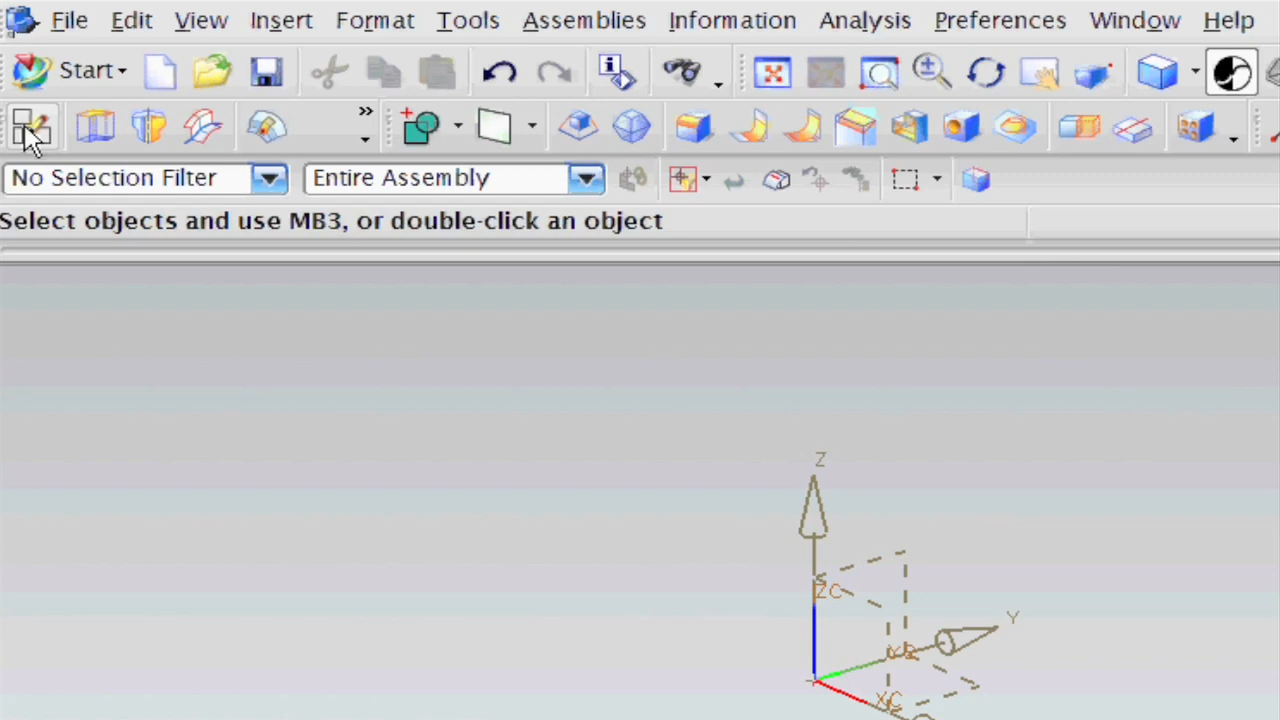 File Edit View Insert Format Tools Assemblies Information Analysis Preferences Window Help
Start
No Selection Filter Entire Assembly
Select objects and use MB3, or double-click an object
Z
ZC
Y
XC